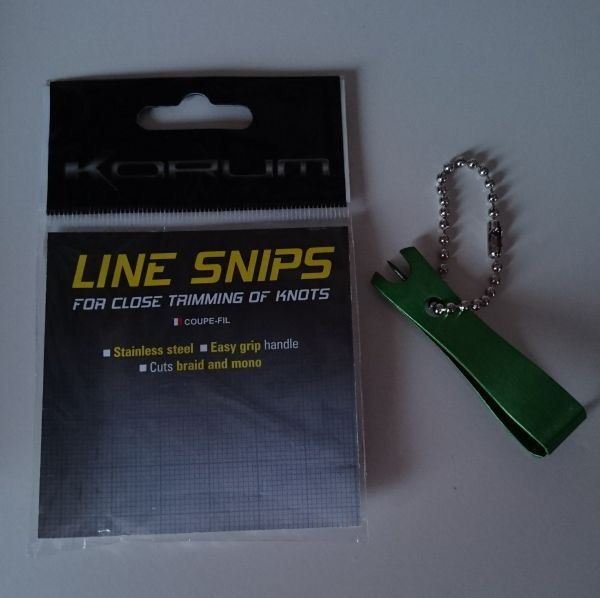 KORUM
LINE SNIPS
FOR CLOSE TRIMMING OF KNOTS
COUPE-FIL
Stainless steel Easy grip handle
Cuts braid and mono